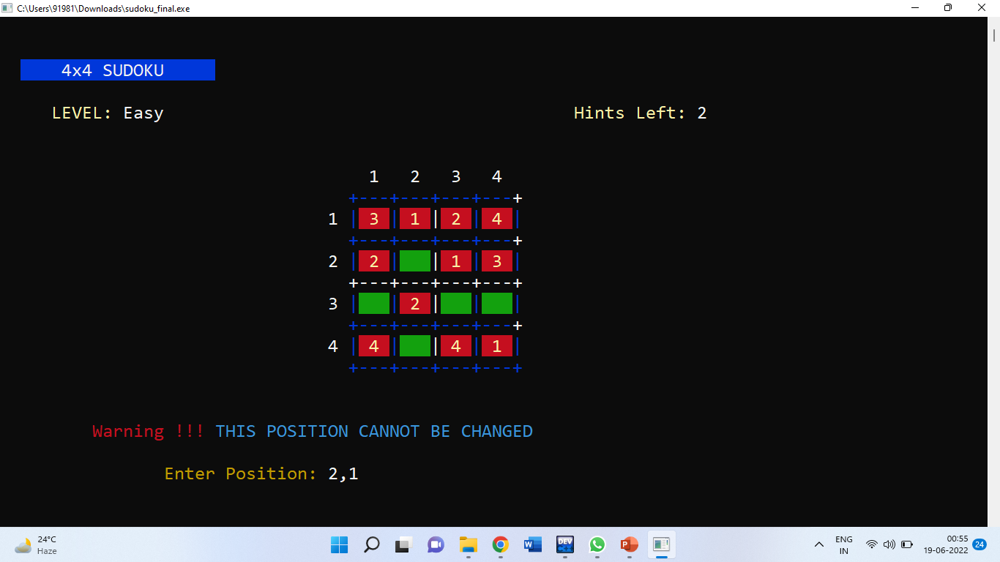 C:\Users\91981\Downloads\sudoku_final.exe
4x4 SUDOKU
LEVEL: Easy Hints Left: 2
1 2 3 4
+---+---+---+---+
1 | 3 | 1 | 2 | 4 |
+---+---+---+---+
2 | 2 |   | 1 | 3 |
+---+---+---+---+
3 |   | 2 |   |   |
+---+---+---+---+
4 | 4 |   | 4 | 1 |
+---+---+---+---+
Warning !!! THIS POSITION CANNOT BE CHANGED
Enter Position: 2,1
24°C
Haze
W
DEV
C++
P
ENG
IN
00:55
19-06-2022
24